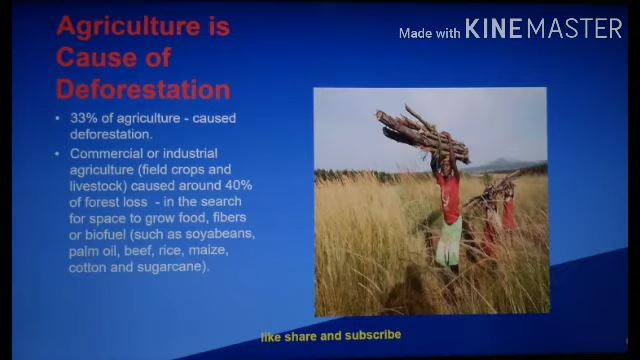 Agriculture is
Cause of
Deforestation
Made with KINEMASTER
• 33% of agriculture - caused
deforestation.
• Commercial or industrial
agriculture (field crops and
livestock) caused around 40%
of forest loss - in the search
for space to grow food, fibers
or biofuel (such as soyabeans,
palm oil, beef, rice, maize,
cotton and sugarcane).
like share and subscribe